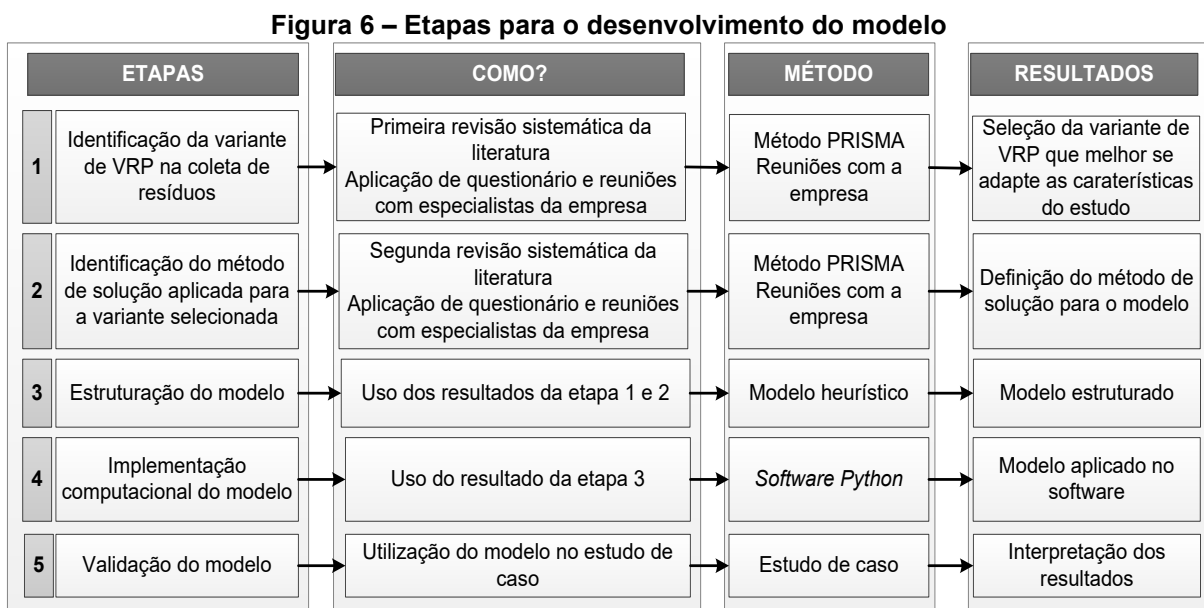 Figura 6 – Etapas para o desenvolvimento do modelo
ETAPAS
COMO?
MÉTODO
RESULTADOS
1
Identificação da variante
de VRP na coleta de
resíduos
Primeira revisão sistemática da
literatura
Aplicação de questionário e reuniões
com especialistas da empresa
Método PRISMA
Reuniões com a
empresa
Seleção da variante de
VRP que melhor se
adapte as caraterísticas
do estudo
2
Identificação do método
de solução aplicada para
a variante selecionada
Segunda revisão sistemática da
literatura
Aplicação de questionário e reuniões
com especialistas da empresa
Método PRISMA
Reuniões com a
empresa
Definição do método de
solução para o modelo
3
Estruturação do modelo
Uso dos resultados da etapa 1 e 2
Modelo heurístico
Modelo estruturado
4
Implementação
computacional do modelo
Uso do resultado da etapa 3
Software Python
Modelo aplicado no
software
5
Validação do modelo
Utilização do modelo no estudo de
caso
Estudo de caso
Interpretação dos
resultados